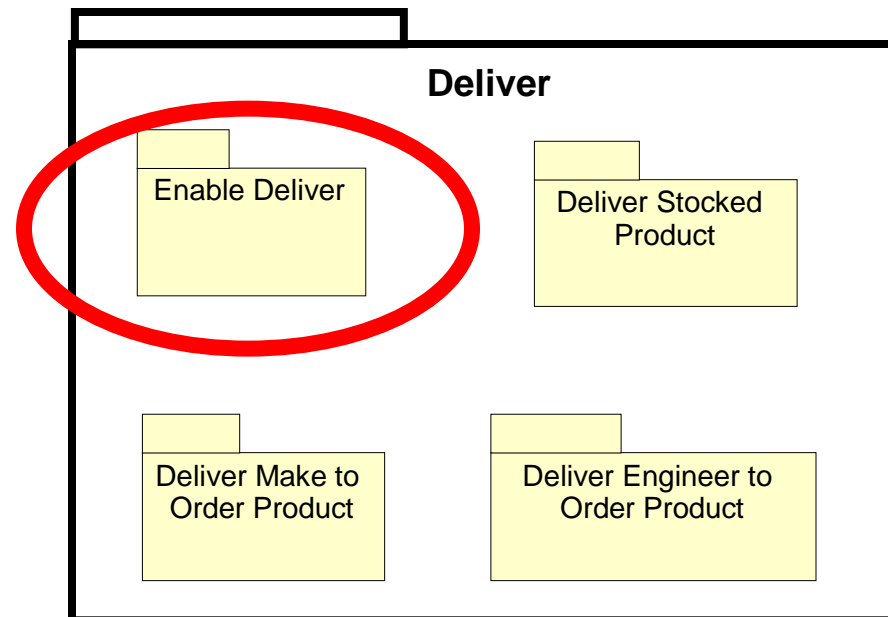 Deliver
Enable Deliver
Deliver Stocked
Product
Deliver Make to
Order Product
Deliver Engineer to
Order Product